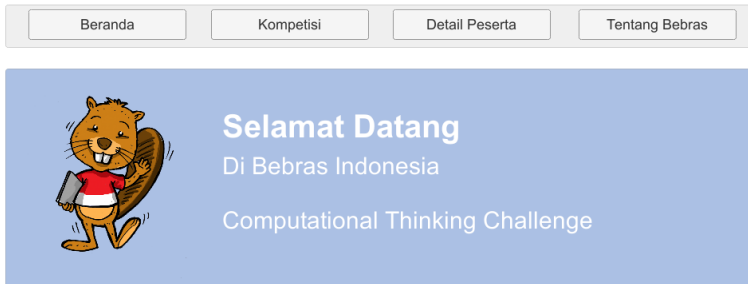 Beranda
Kompetisi
Detail Peserta
Tentang Bebras
Selamat Datang
Di Bebras Indonesia
Computational Thinking Challenge